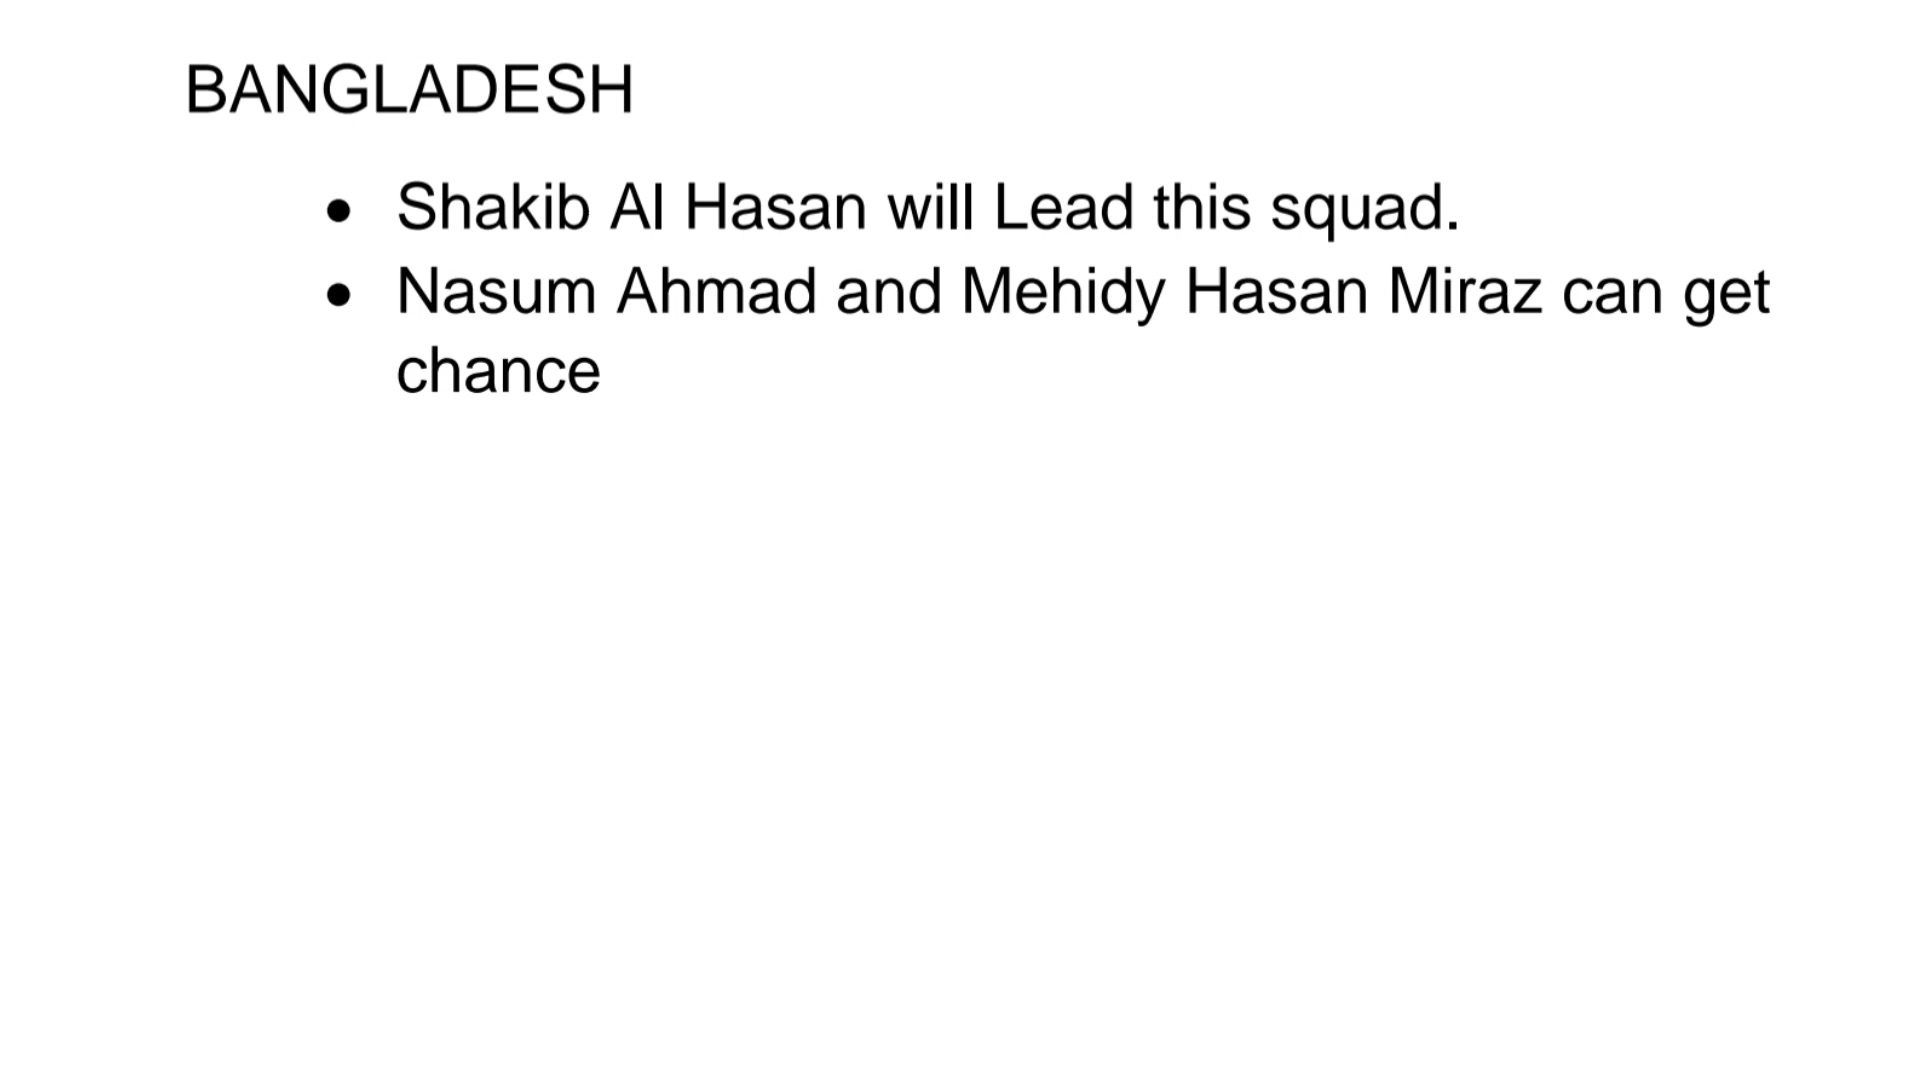 BANGLADESH
• Shakib Al Hasan will Lead this squad.
• Nasum Ahmad and Mehidy Hasan Miraz can get
chance